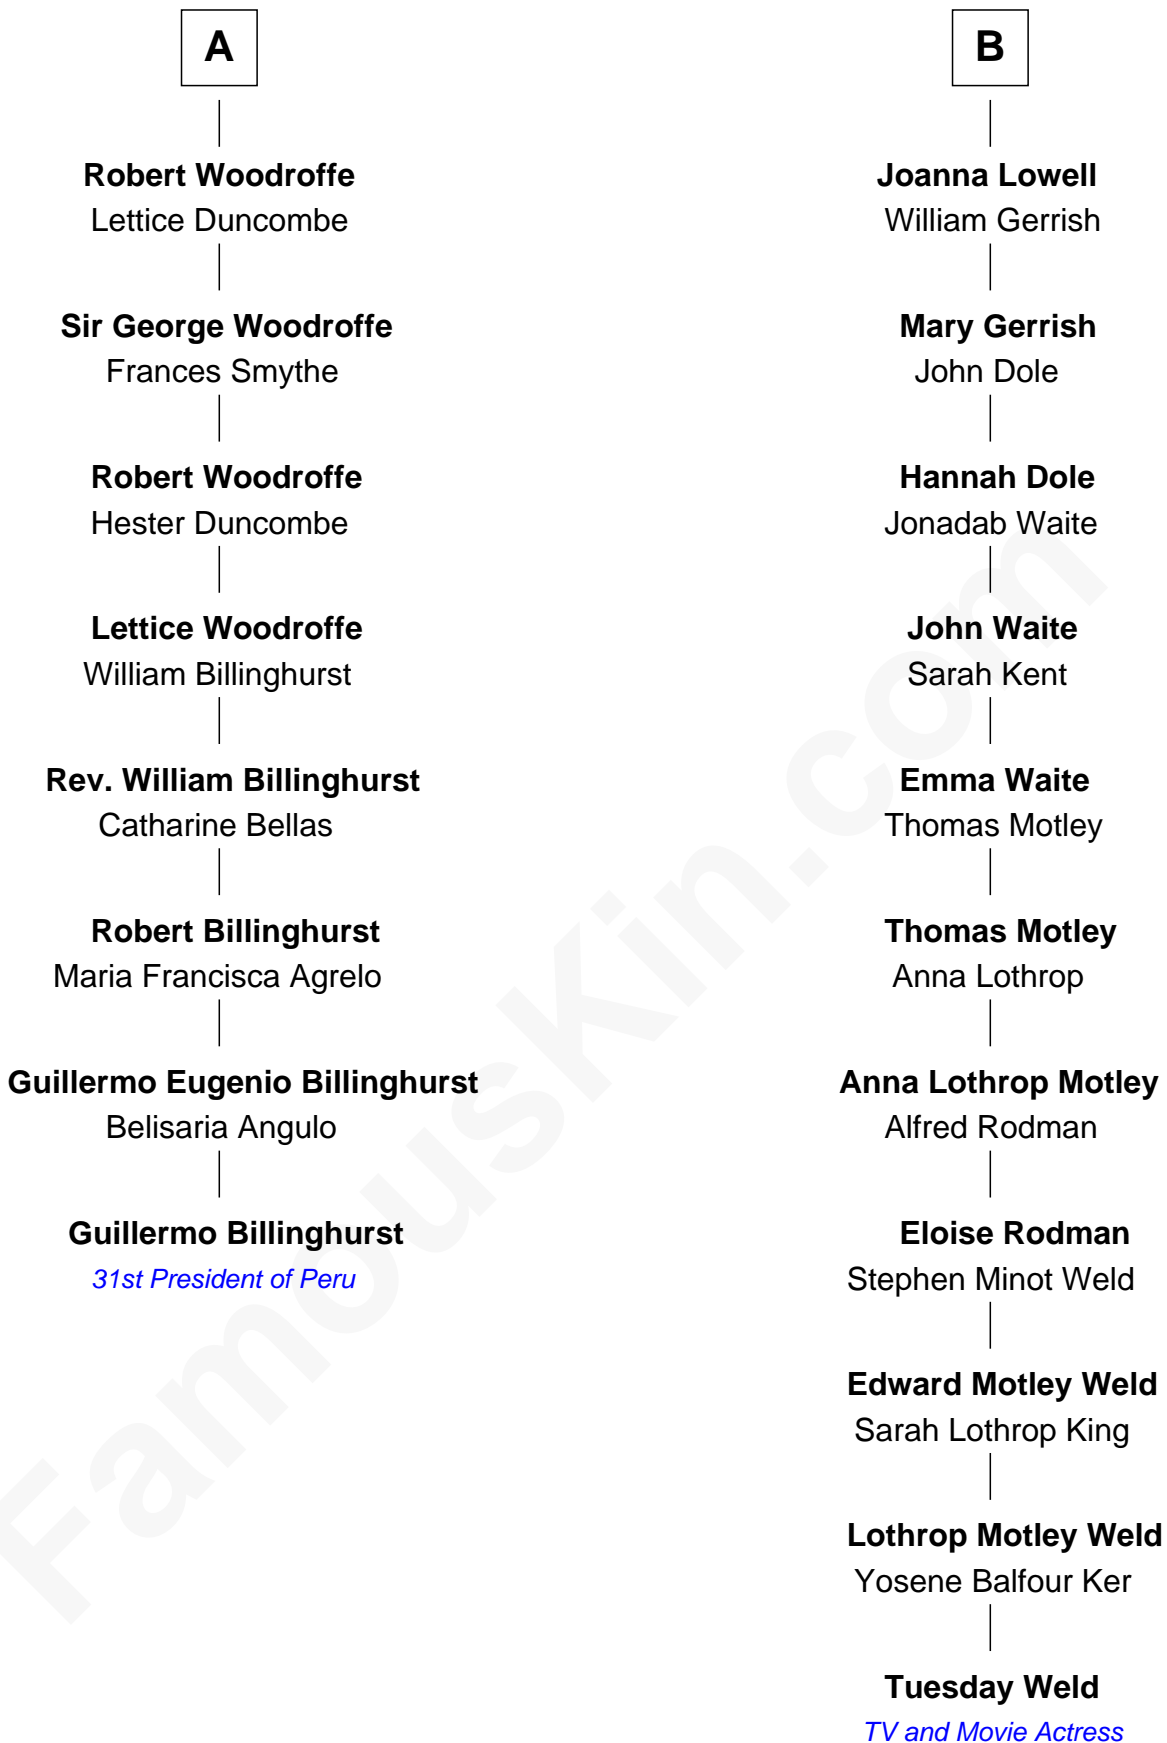 A
Robert Woodroffe
Lettice Duncombe
Sir George Woodroffe
Frances Smythe
Robert Woodroffe
Hester Duncombe
Lettice Woodroffe
William Billinghurst
Rev. William Billinghurst
Catharine Bellas
Robert Billinghurst
Maria Francisca Agrelo
Guillermo Eugenio Billinghurst
Belisaria Angulo
Guillermo Billinghurst
31st President of Peru
B
Joanna Lowell
William Gerrish
Mary Gerrish
John Dole
Hannah Dole
Jonadab Waite
John Waite
Sarah Kent
Emma Waite
Thomas Motley
Thomas Motley
Anna Lothrop
Anna Lothrop Motley
Alfred Rodman
Eloise Rodman
Stephen Minot Weld
Edward Motley Weld
Sarah Lothrop King
Lothrop Motley Weld
Yosene Balfour Ker
Tuesday Weld
TV and Movie Actress
FamousKin.com